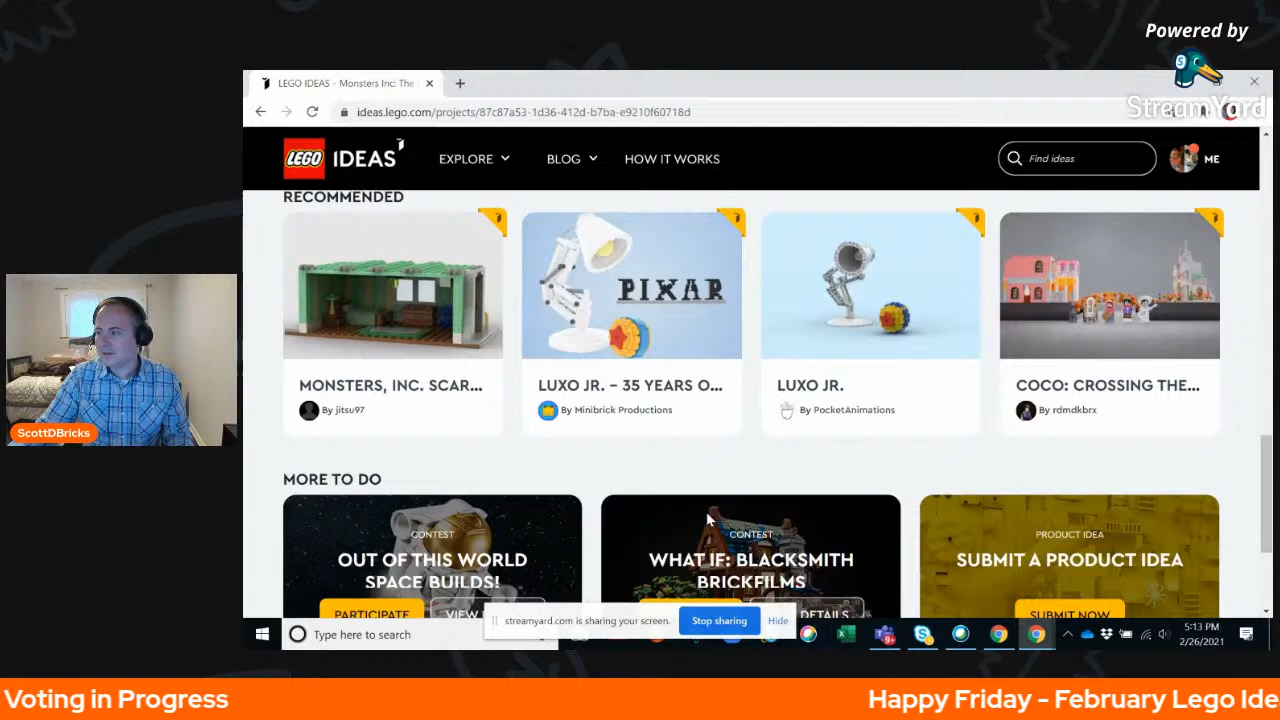 Powered by
StreamYard
LEGO IDEAS - Monsters Inc: The
ideas.lego.com/projects/87c87a53-1d36-412d-b7ba-e9210f60718d
LEGO IDEAS
EXPLORE
BLOG
HOW IT WORKS
Find ideas
ME
RECOMMENDED
PIXAR
MONSTERS, INC. SCAR...
LUXO JR. - 35 YEARS O...
LUXO JR.
COCO: CROSSING THE...
By jitsu97
By Minibrick Productions
By PocketAnimations
By rdmdkbrx
ScottDBricks
MORE TO DO
CONTEST
OUT OF THIS WORLD
SPACE BUILDS!
PARTICIPATE
CONTEST
WHAT IF: BLACKSMITH
BRICKFILMS
DETAILS
PRODUCT IDEA
SUBMIT A PRODUCT IDEA
SUBMIT NOW
streamyard.com is sharing your screen.
Stop sharing
Hide
Type here to search
5:13 PM
2/26/2021
Voting in Progress
Happy Friday - February Lego Ide